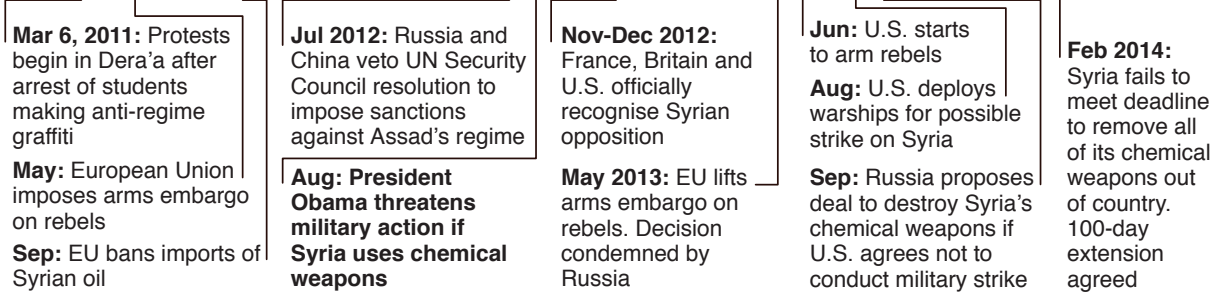 Mar 6, 2011: Protests
begin in Dera’a after
arrest of students
making anti-regime
graffiti
May: European Union
imposes arms embargo
on rebels
Sep: EU bans imports of
Syrian oil
Jul 2012: Russia and
China veto UN Security
Council resolution to
impose sanctions
against Assad’s regime
Aug: President
Obama threatens
military action if
Syria uses chemical
weapons
Nov-Dec 2012:
France, Britain and
U.S. officially
recognise Syrian
opposition
May 2013: EU lifts
arms embargo on
rebels. Decision
condemned by
Russia
Jun: U.S. starts
to arm rebels
Aug: U.S. deploys
warships for possible
strike on Syria
Sep: Russia proposes
deal to destroy Syria’s
chemical weapons if
U.S. agrees not to
conduct military strike
Feb 2014:
Syria fails to
meet deadline
to remove all
of its chemical
weapons out
of country.
100-day
extension
agreed